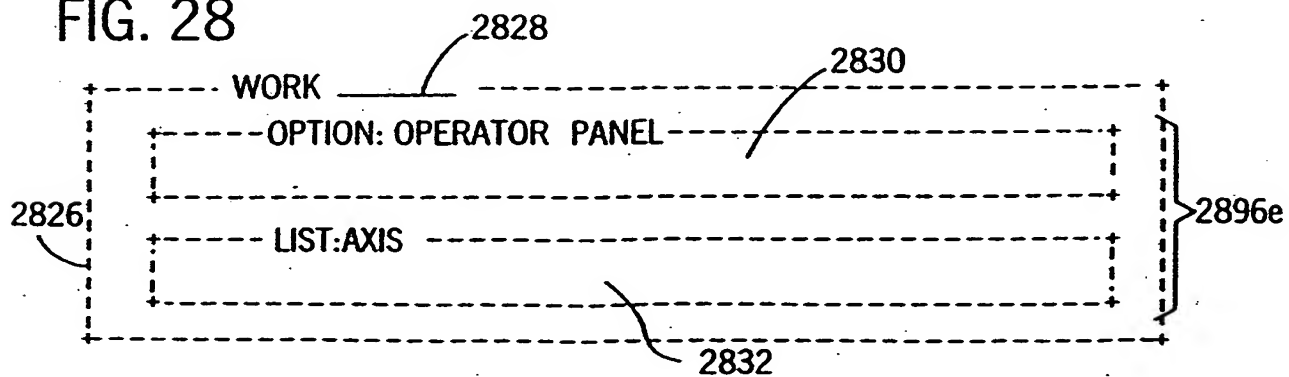 FIG. 28
2828
WORK
2830
OPTION: OPERATOR PANEL
2826
2896e
LIST:AXIS
2832